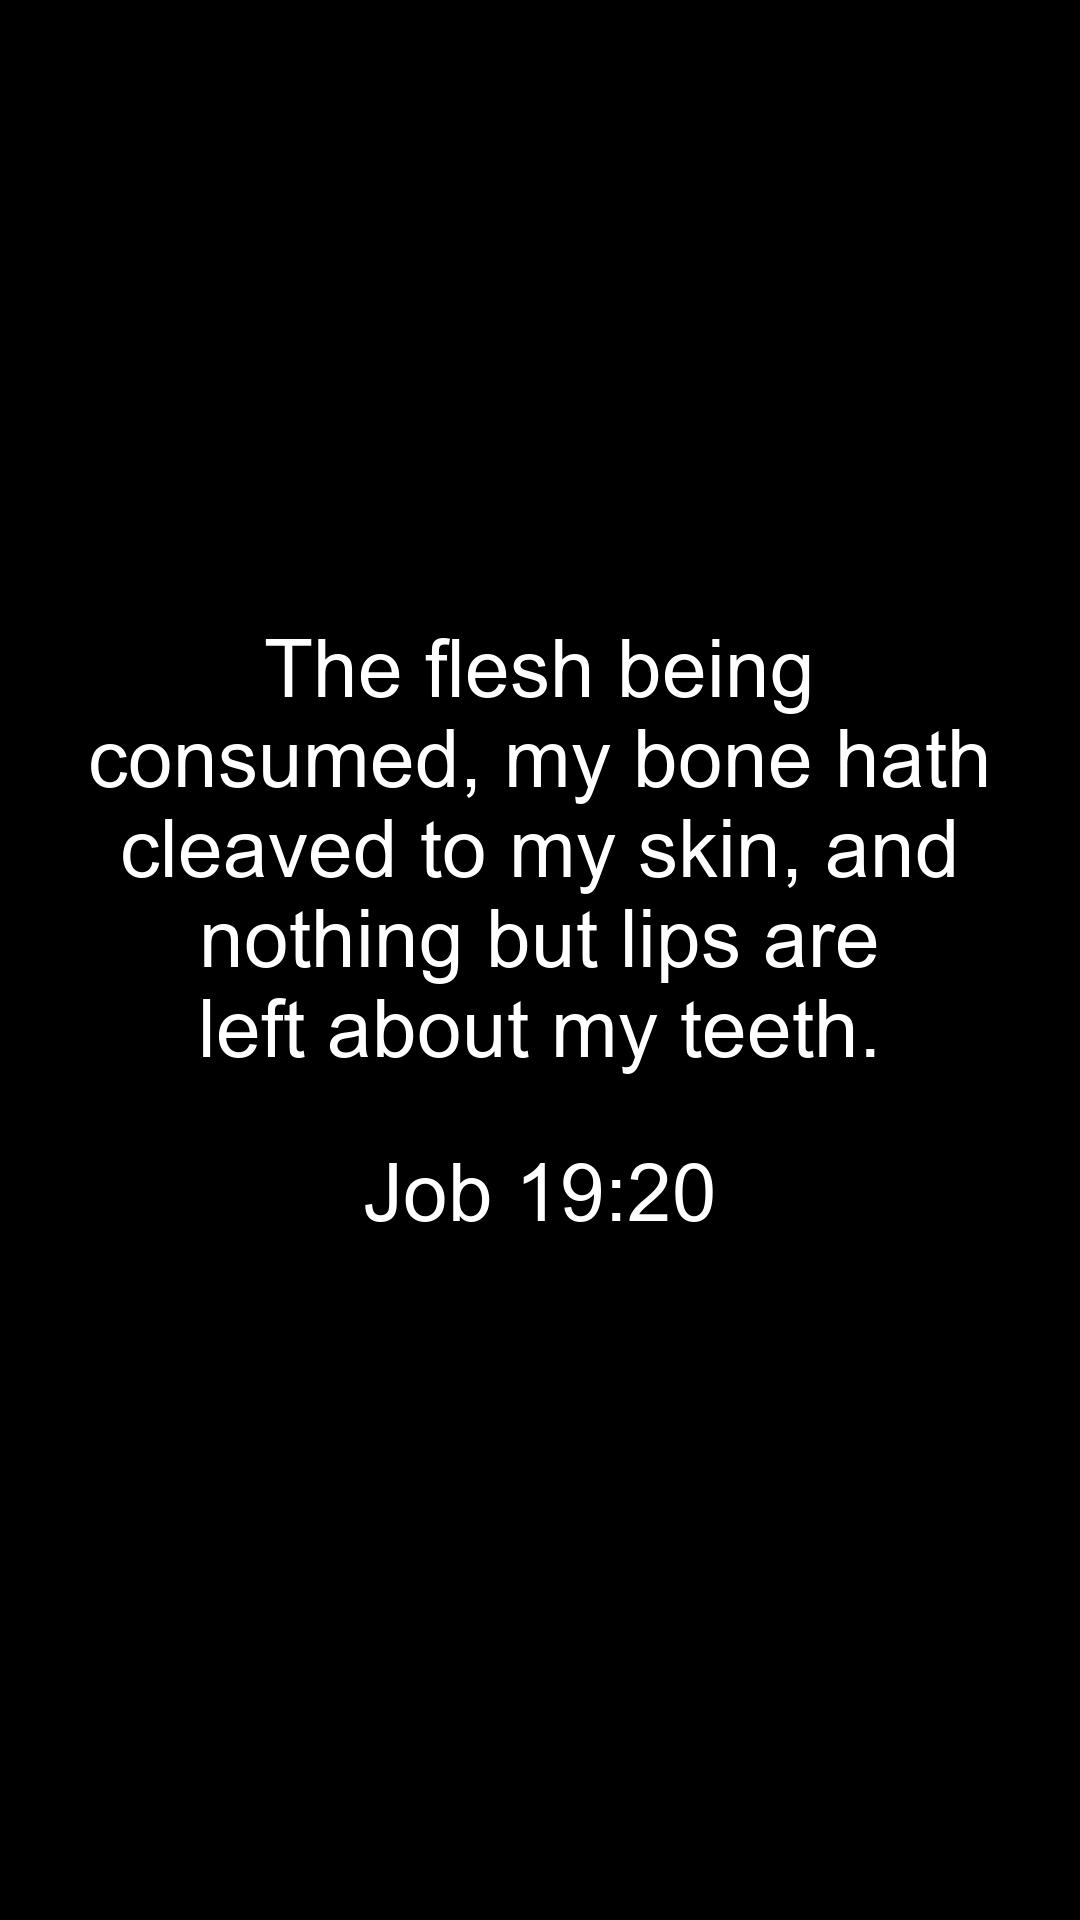 The flesh being
consumed, my bone hath
cleaved to my skin, and
nothing but lips are
left about my teeth.
Job 19:20